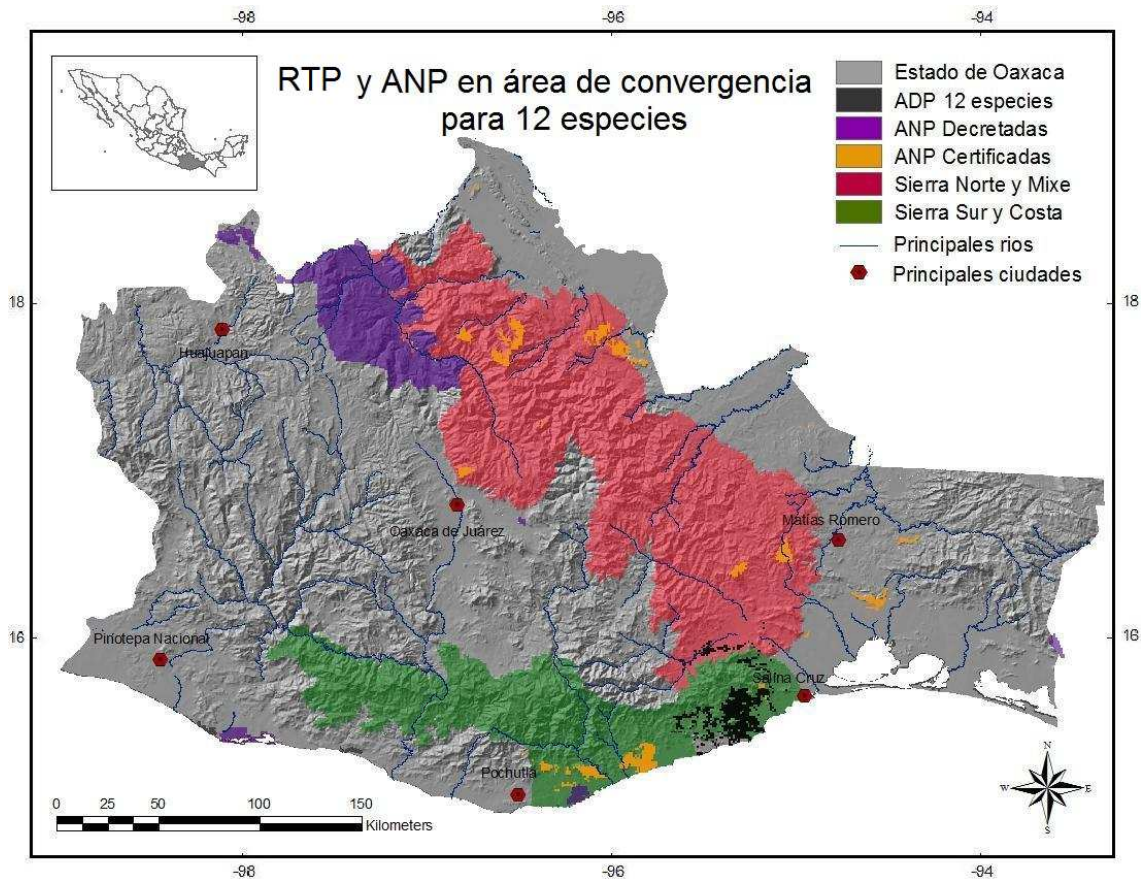 -98
-96
-94
RTP y ANP en área de convergencia
para 12 especies
Estado de Oaxaca
ADP 12 especies
ANP Decretadas
ANP Certificadas
Sierra Norte y Mixe
Sierra Sur y Costa
Principales rios
Principales ciudades
18
18
Huajuapan
Oaxaca de Juárez
Matías Romero
16
16
Piriotepa Nacional
Salina Cruz
Pochutla
N
W
E
S
0
25
50
100
150
Kilometers
-98
-96
-94